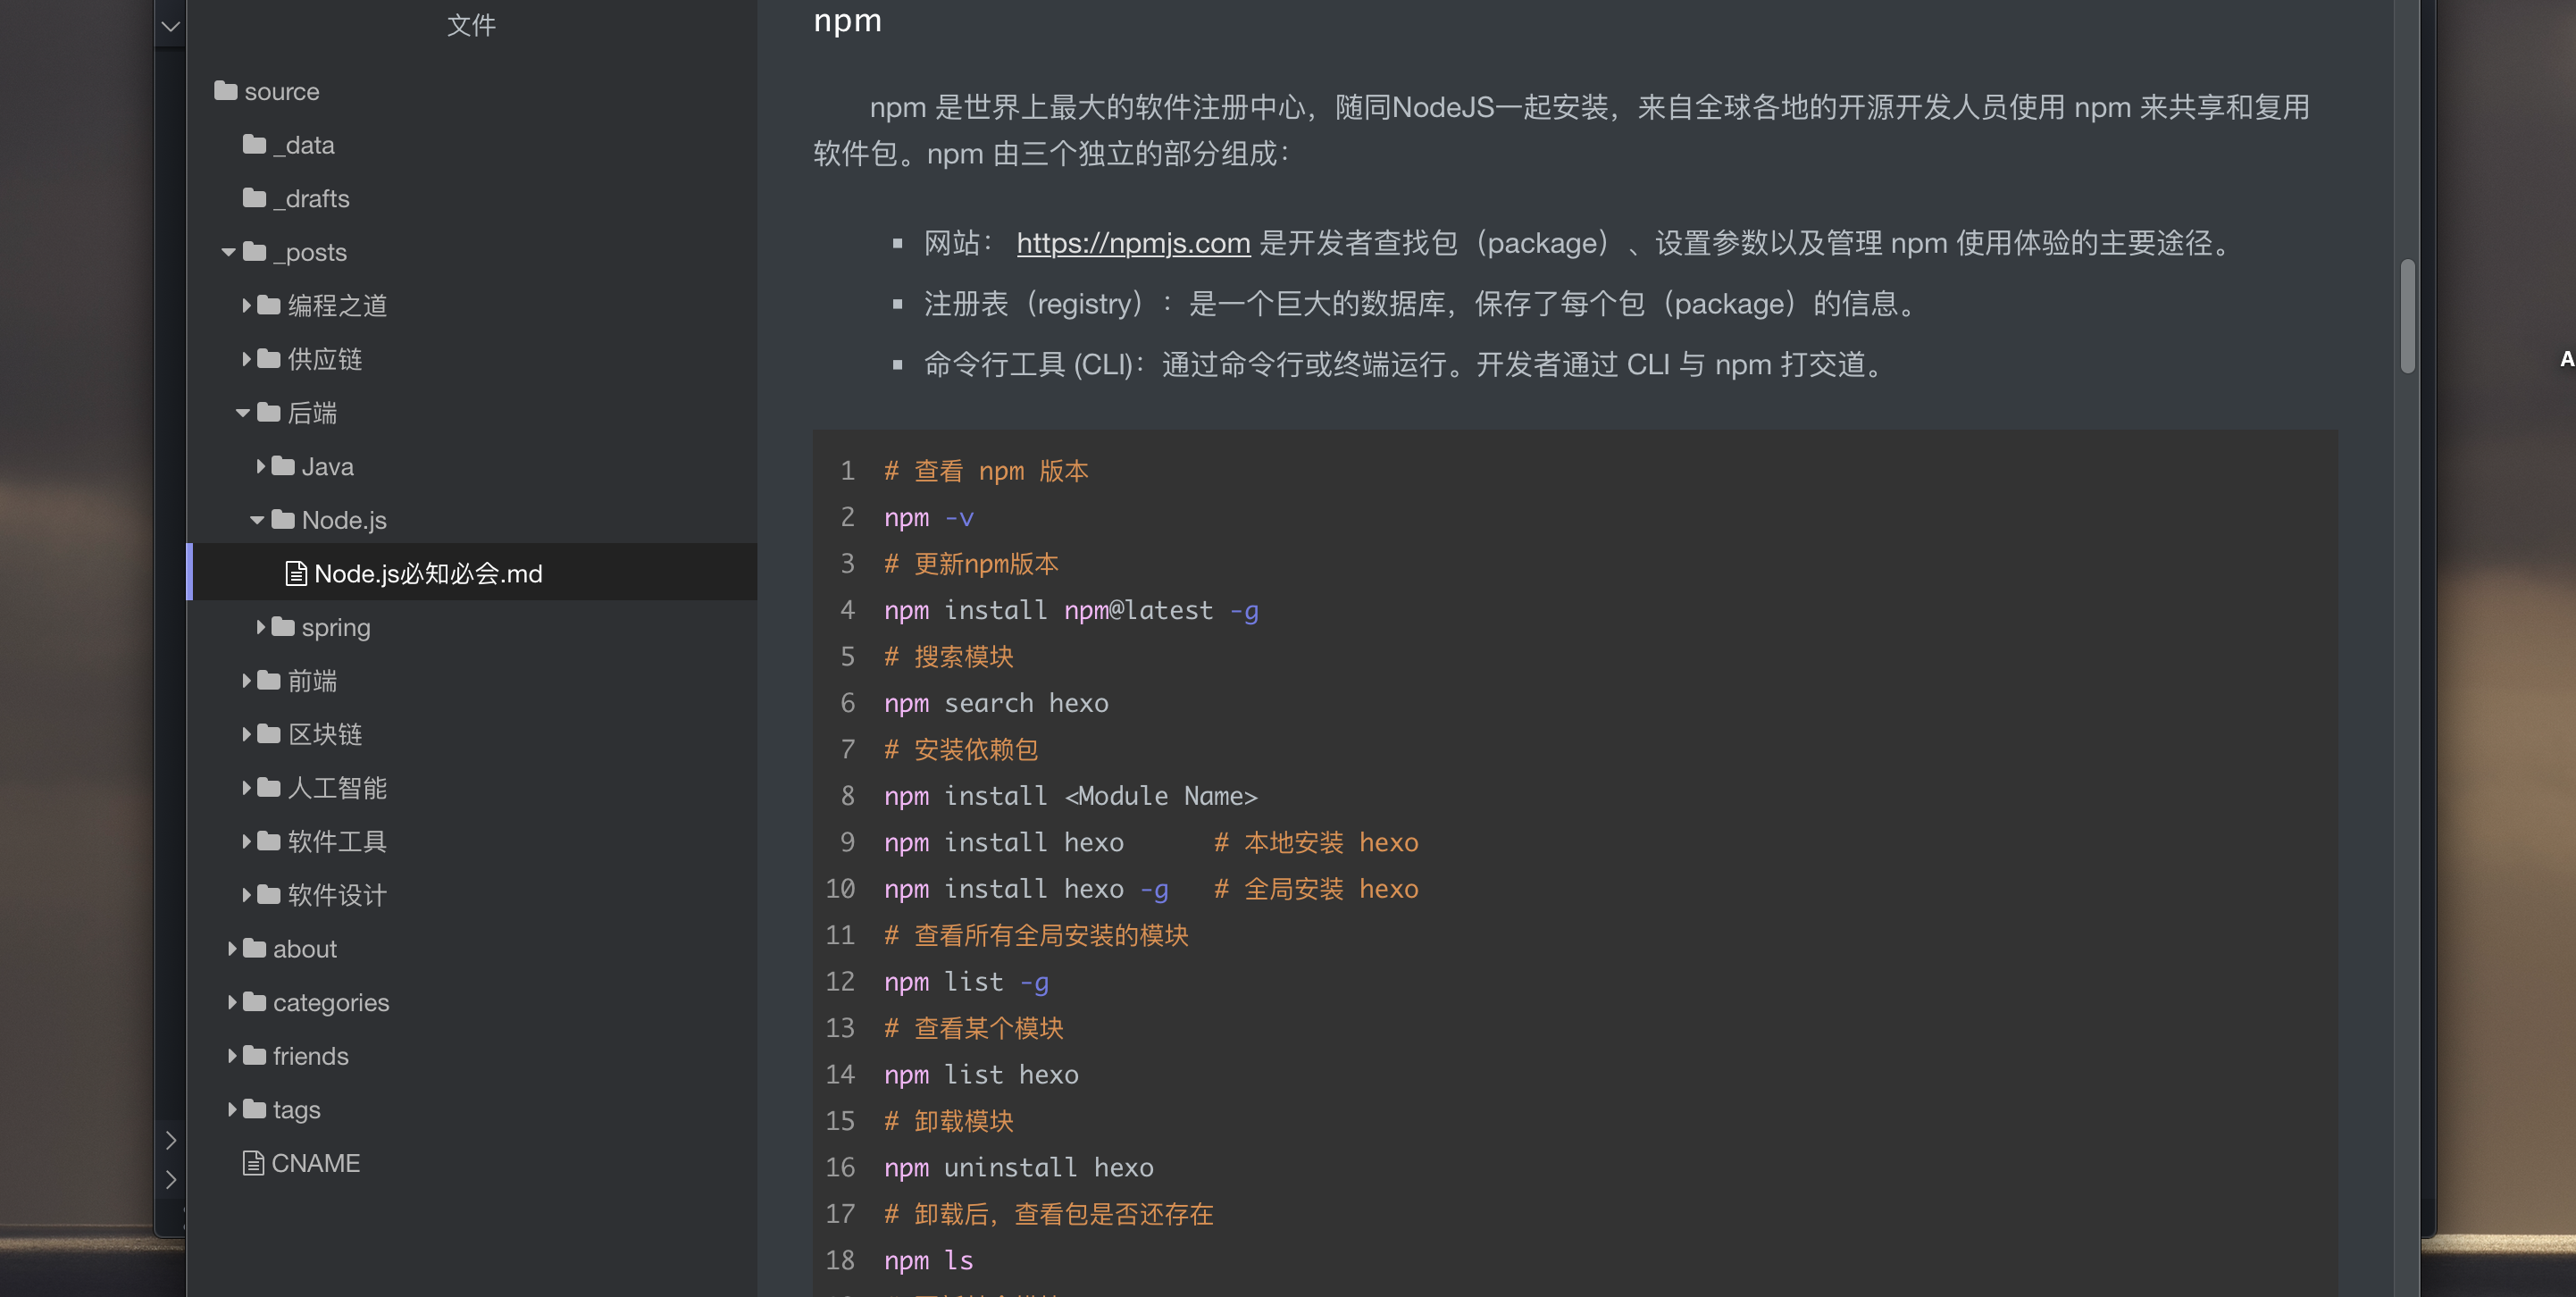 文件
source
_data
_drafts
_posts
编程之道
供应链
后端
Java
Node.js
Node.js必知必会.md
spring
前端
区块链
人工智能
软件工具
软件设计
about
categories
friends
tags
CNAME
npm
npm 是世界上最大的软件注册中心，随同NodeJS一起安装，来自全球各地的开源开发人员使用 npm 来共享和复用
软件包。npm 由三个独立的部分组成：
▪ 网站： https://npmjs.com 是开发者查找包（package）、设置参数以及管理 npm 使用体验的主要途径。
▪ 注册表（registry）：是一个巨大的数据库，保存了每个包（package）的信息。
▪ 命令行工具 (CLI)：通过命令行或终端运行。开发者通过 CLI 与 npm 打交道。
1 # 查看 npm 版本
2 npm -v
3 # 更新npm版本
4 npm install npm@latest -g
5 # 搜索模块
6 npm search hexo
7 # 安装依赖包
8 npm install <Module Name>
9 npm install hexo      # 本地安装 hexo
10 npm install hexo -g   # 全局安装 hexo
11 # 查看所有全局安装的模块
12 npm list -g
13 # 查看某个模块
14 npm list hexo
15 # 卸载模块
16 npm uninstall hexo
17 # 卸载后，查看包是否还存在
18 npm ls
A